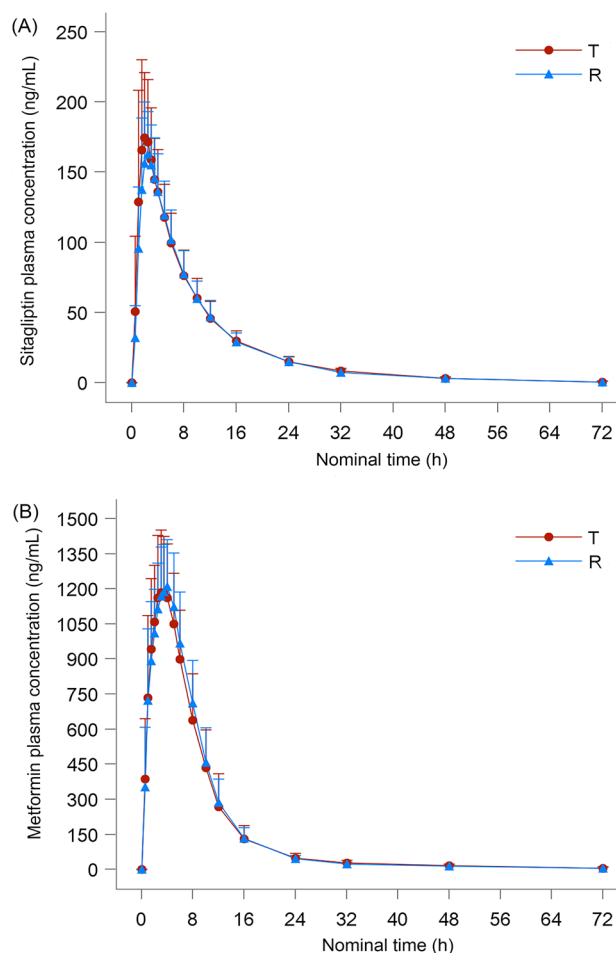 (A)
250
200
150
100
50
0
Sitagliptin plasma concentration (ng/mL)
T
R
0 8 16 24 32 40 48 56 64 72
Nominal time (h)
(B)
1500
1350
1200
1050
900
750
600
450
300
150
0
Metformin plasma concentration (ng/mL)
T
R
0 8 16 24 32 40 48 56 64 72
Nominal time (h)